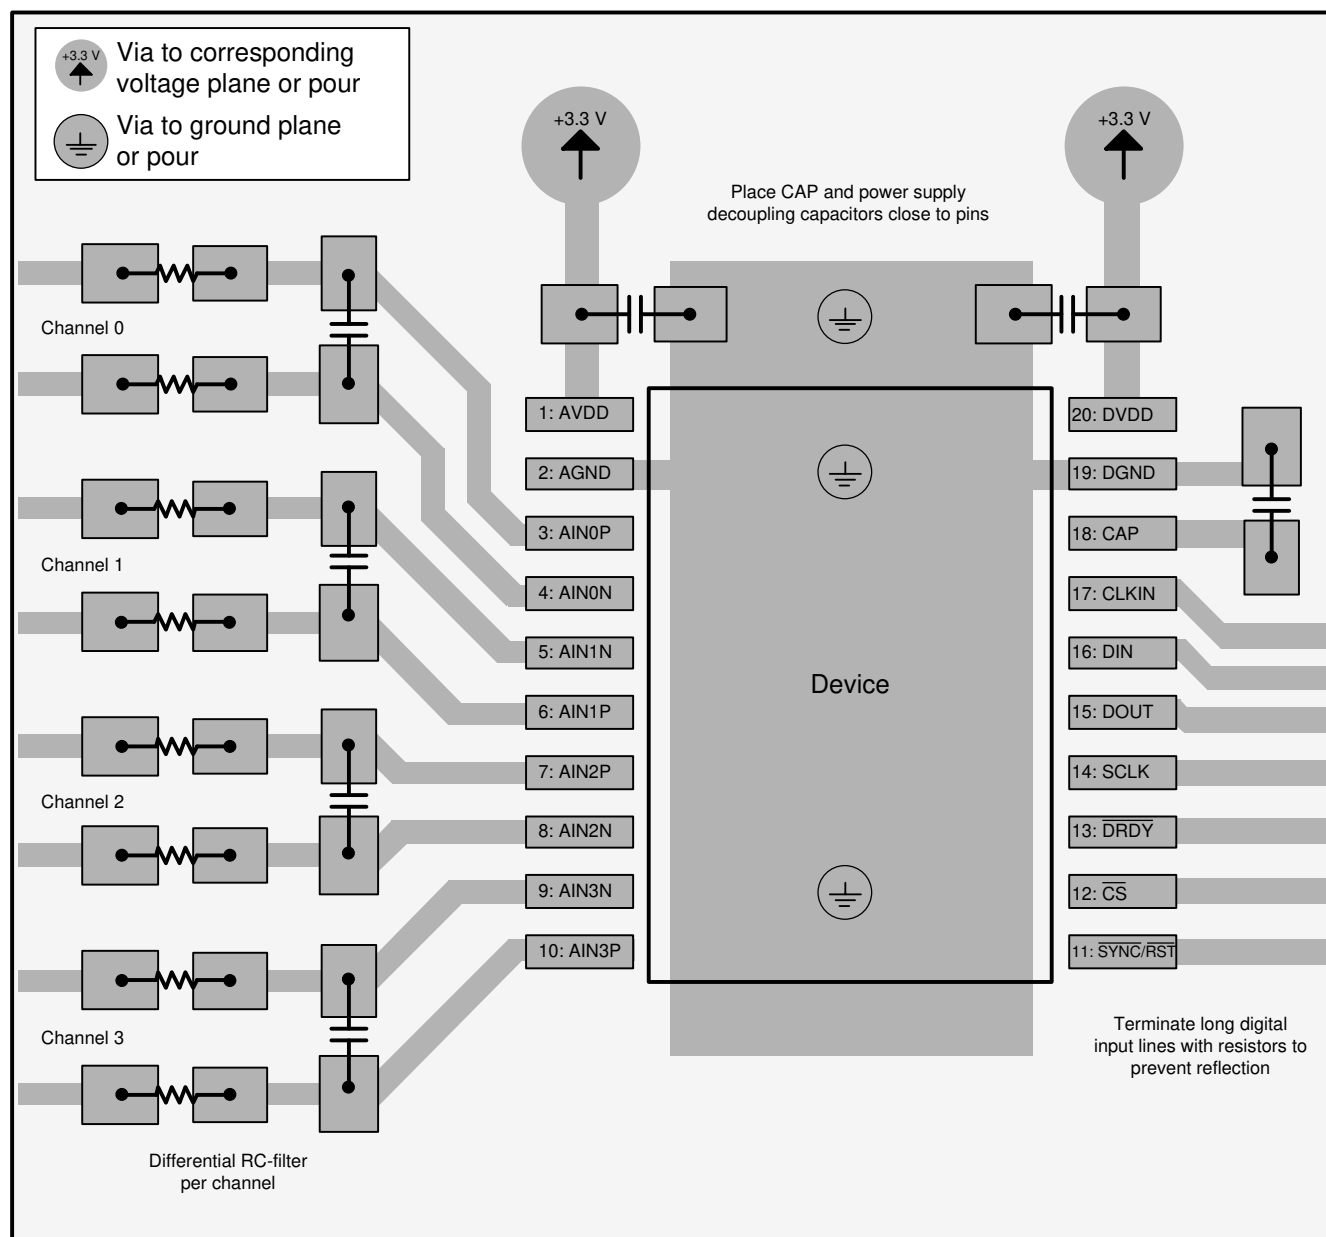 +3.3 V
Via to corresponding
voltage plane or pour
Via to ground plane
or pour
+3.3 V
+3.3 V
Place CAP and power supply
decoupling capacitors close to pins
Channel 0
Channel 1
Channel 2
Channel 3
Differential RC-filter
per channel
1: AVDD
2: AGND
3: AIN0P
4: AIN0N
5: AIN1N
6: AIN1P
7: AIN2P
8: AIN2N
9: AIN3N
10: AIN3P
Device
20: DVDD
19: DGND
18: CAP
17: CLKIN
16: DIN
15: DOUT
14: SCLK
13: D̅R̅D̅Y̅
12: C̅S̅
11: S̅Y̅N̅C̅/R̅S̅T̅
Terminate long digital
input lines with resistors to
prevent reflection